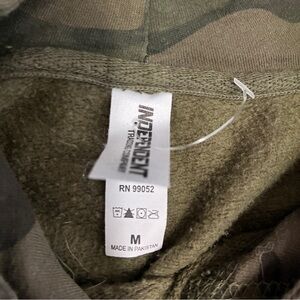 INDEPENDENT
TRADING COMPANY
RN 99052
M
MADE IN PAKISTAN